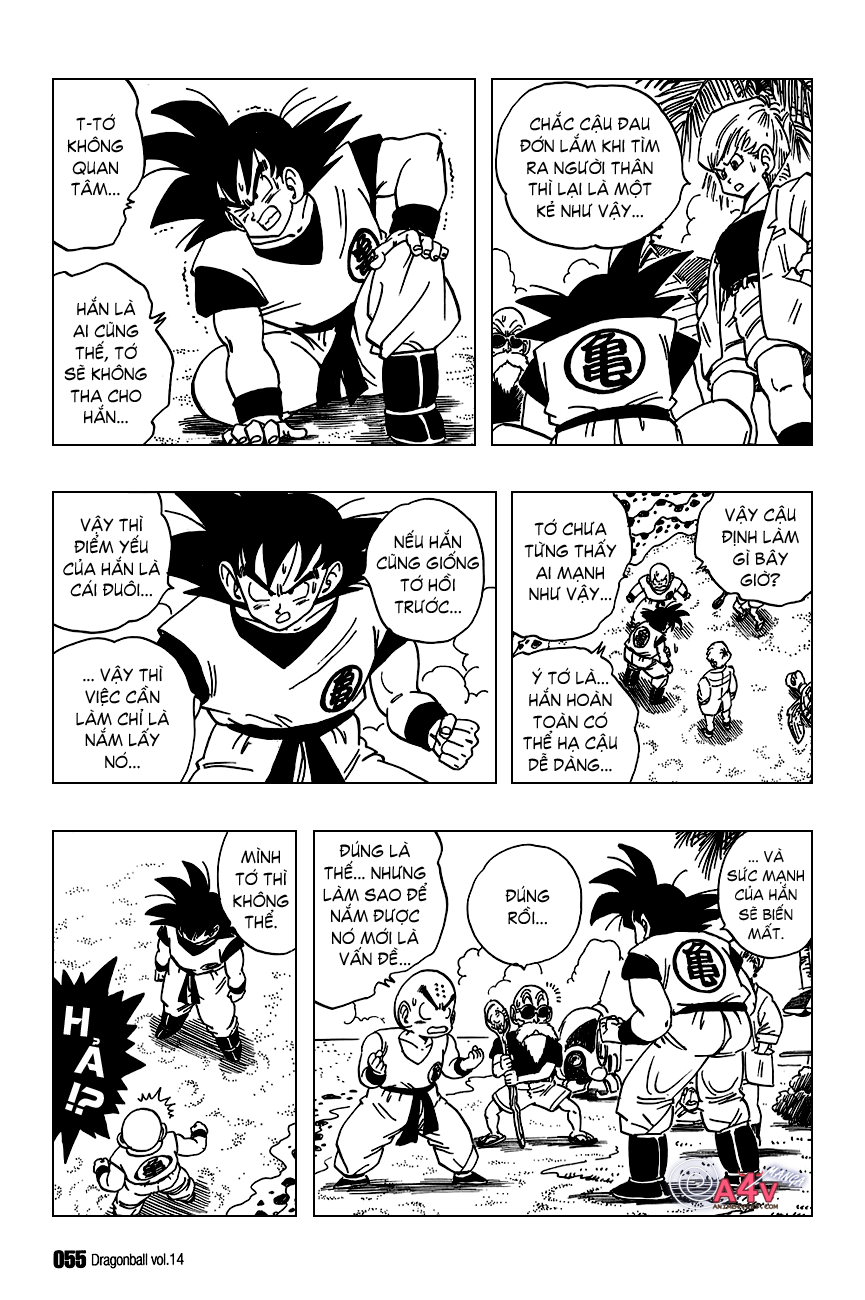 CHẮC CẬU ĐAU
ĐỚN LẮM KHI TÌM
RA NGƯỜI THÂN
THÌ LẠI LÀ MỘT
KẺ NHƯ VẬY...
亀
T-TỚ
KHÔNG
QUAN
TÂM...
亀
HẮN LÀ
AI CŨNG
THẾ, TỚ
SẼ KHÔNG
THA CHO
HẮN...
VẬY CẬU
ĐỊNH LÀM
GÌ BÂY
GIỜ?
TỚ CHƯA
TỪNG THẤY
AI MẠNH
NHƯ VẬY...
Ý TỚ LÀ...
HẮN HOÀN
TOÀN CÓ
THỂ HẠ CẬU
DỄ DÀNG...
NẾU HẮN
CŨNG GIỐNG
TỚ HỒI
TRƯỚC...
VẬY THÌ
ĐIỂM YẾU
CỦA HẮN LÀ
CÁI ĐUÔI...
亀
... VẬY THÌ
VIỆC CẦN
LÀM CHỈ LÀ
NẮM LẤY
NÓ...
... VÀ
SỨC MẠNH
CỦA HẮN
SẼ BIẾN
MẤT.
亀
ĐÚNG
RỒI...
ĐÚNG LÀ
THẾ... NHƯNG
LÀM SAO ĐỂ
NẮM ĐƯỢC
NÓ MỚI LÀ
VẤN ĐỀ...
MÌNH
TỚ THÌ
KHÔNG
THỂ.
HẢ!?
亀
A4V
055 Dragonball vol.14